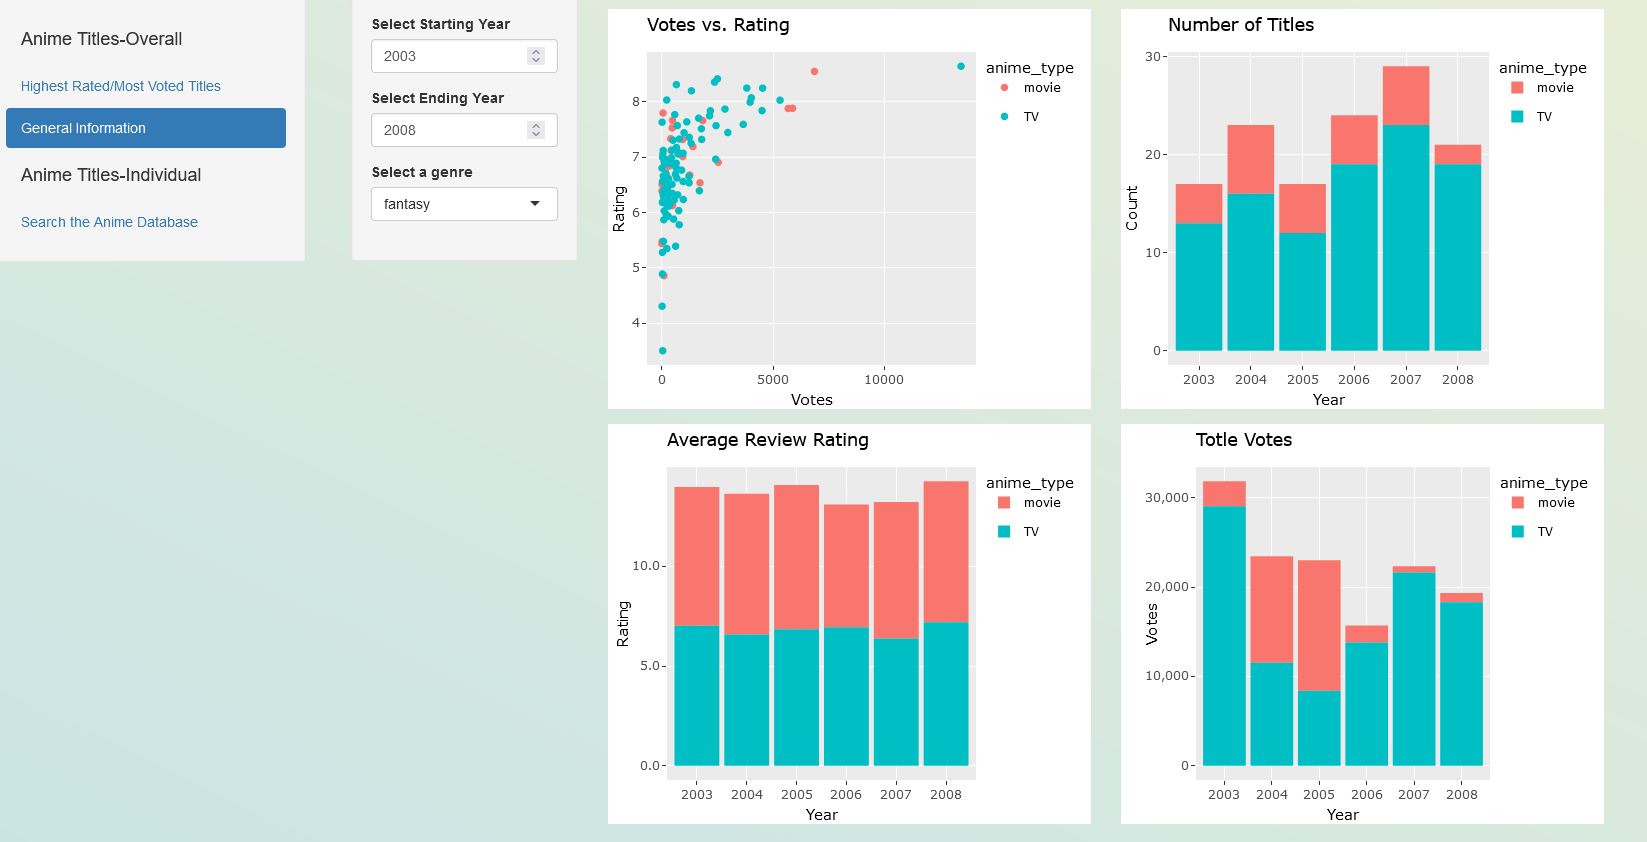 Anime Titles-Overall
Highest Rated/Most Voted Titles
General Information
Anime Titles-Individual
Search the Anime Database
Select Starting Year
2003
Select Ending Year
2008
Select a genre
fantasy
Votes vs. Rating
anime_type
movie
TV
8
7
6
5
4
Rating
0 5000 10000
Votes
Number of Titles
anime_type
movie
TV
30
20
10
0
Count
2003 2004 2005 2006 2007 2008
Year
Average Review Rating
anime_type
movie
TV
10.0
5.0
0.0
Rating
2003 2004 2005 2006 2007 2008
Year
Totle Votes
anime_type
movie
TV
30,000
20,000
10,000
0
Votes
2003 2004 2005 2006 2007 2008
Year